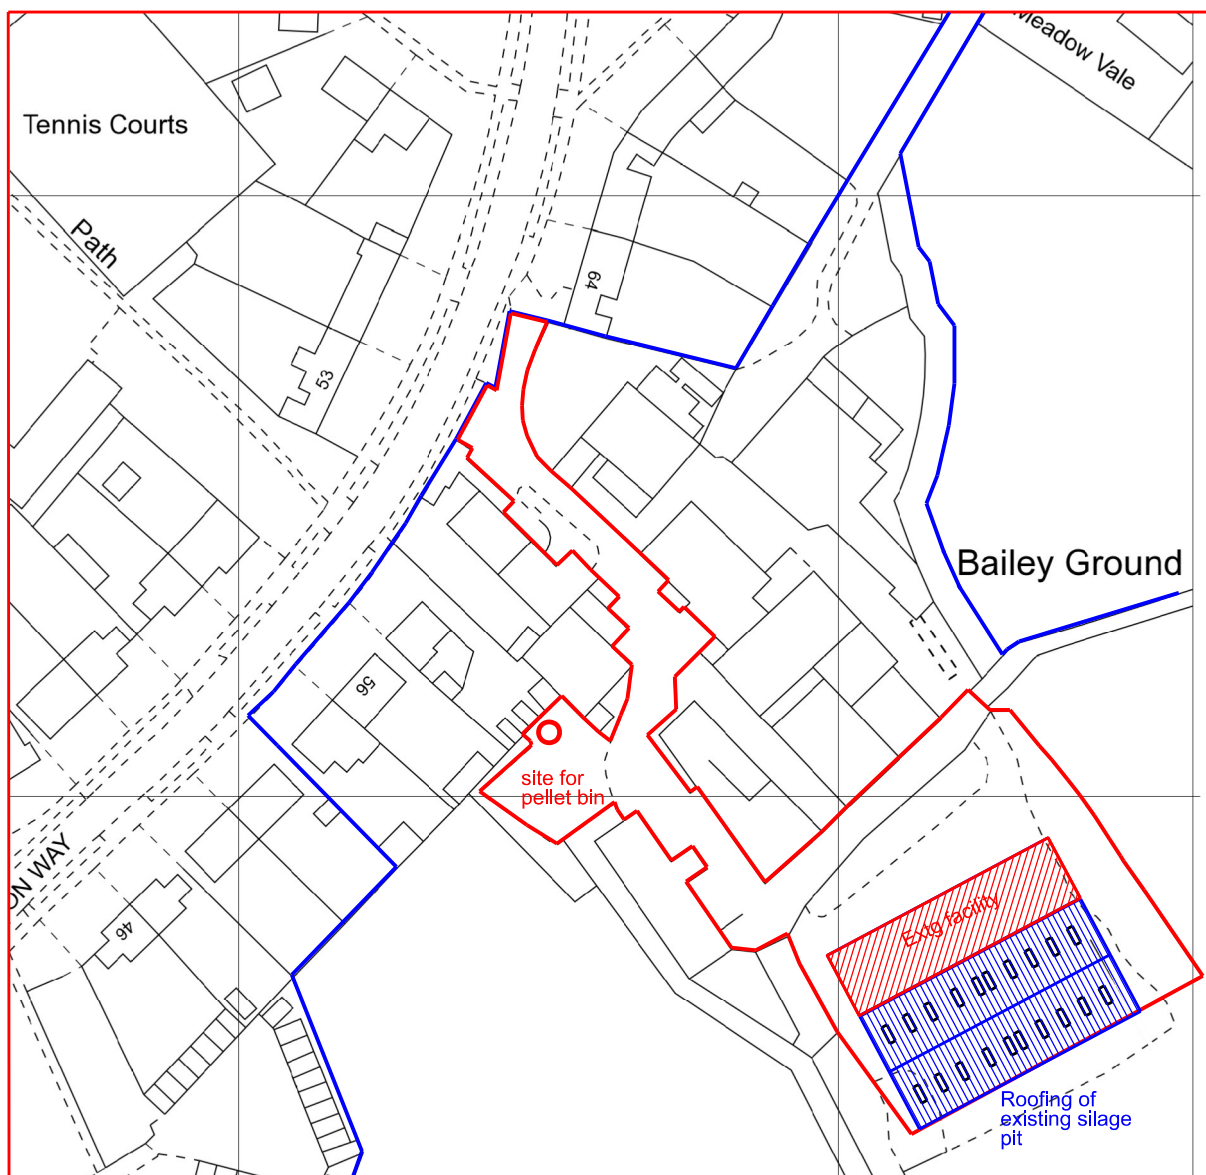 Meadow Vale
Tennis Courts
Path
64
53
Bailey Ground
56
site for
pellet bin
ON WAY
46
Extg facility
Roofing of
existing silage
pit